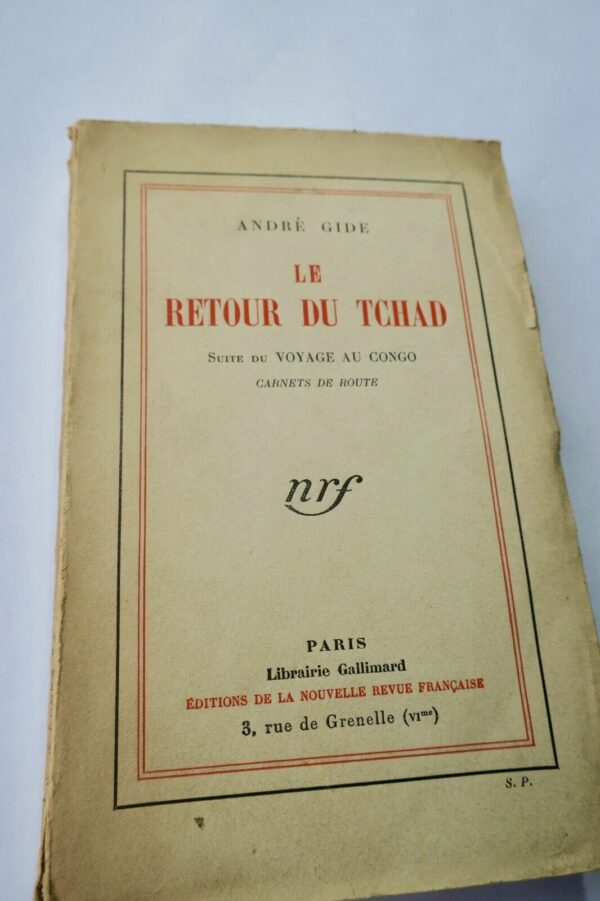 ANDRÉ GIDE
LE
RETOUR DU TCHAD
SUITE DU VOYAGE AU CONGO
CARNETS DE ROUTE
nrf
PARIS
Librairie Gallimard
ÉDITIONS DE LA NOUVELLE REVUE FRANÇAISE
3, rue de Grenelle (VIme)
S. P.